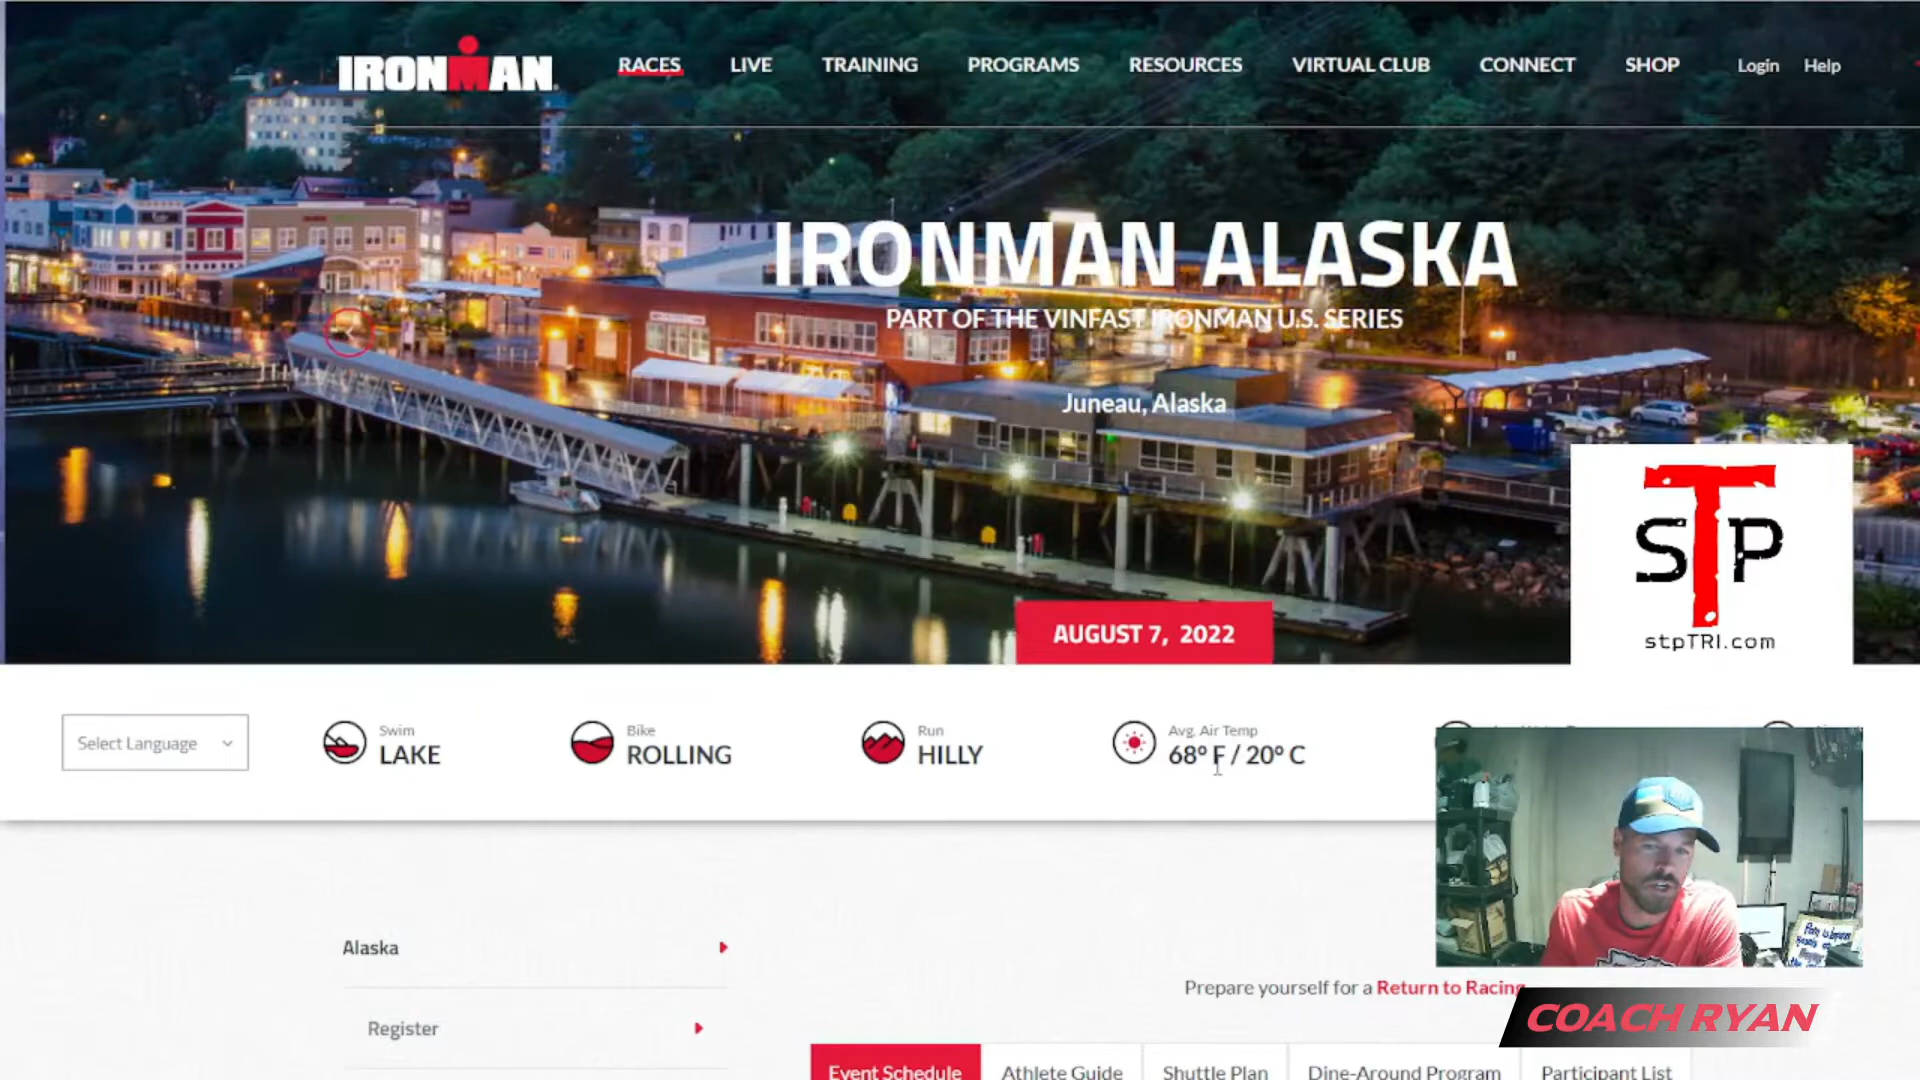 IRONMAN
RACES
LIVE
TRAINING
PROGRAMS
RESOURCES
VIRTUAL CLUB
CONNECT
SHOP
Login
Help
IRONMAN ALASKA
PART OF THE VINFAST IRONMAN U.S. SERIES
Juneau, Alaska
STP
stpTRI.com
AUGUST 7, 2022
Select Language
Swim
LAKE
Bike
ROLLING
Run
HILLY
Avg. Air Temp
68º F / 20º C
Alaska
Prepare yourself for a Return to Racing
COACH RYAN
Register
Event Schedule
Athlete Guide
Shuttle Plan
Dine-Around Program
Participant List